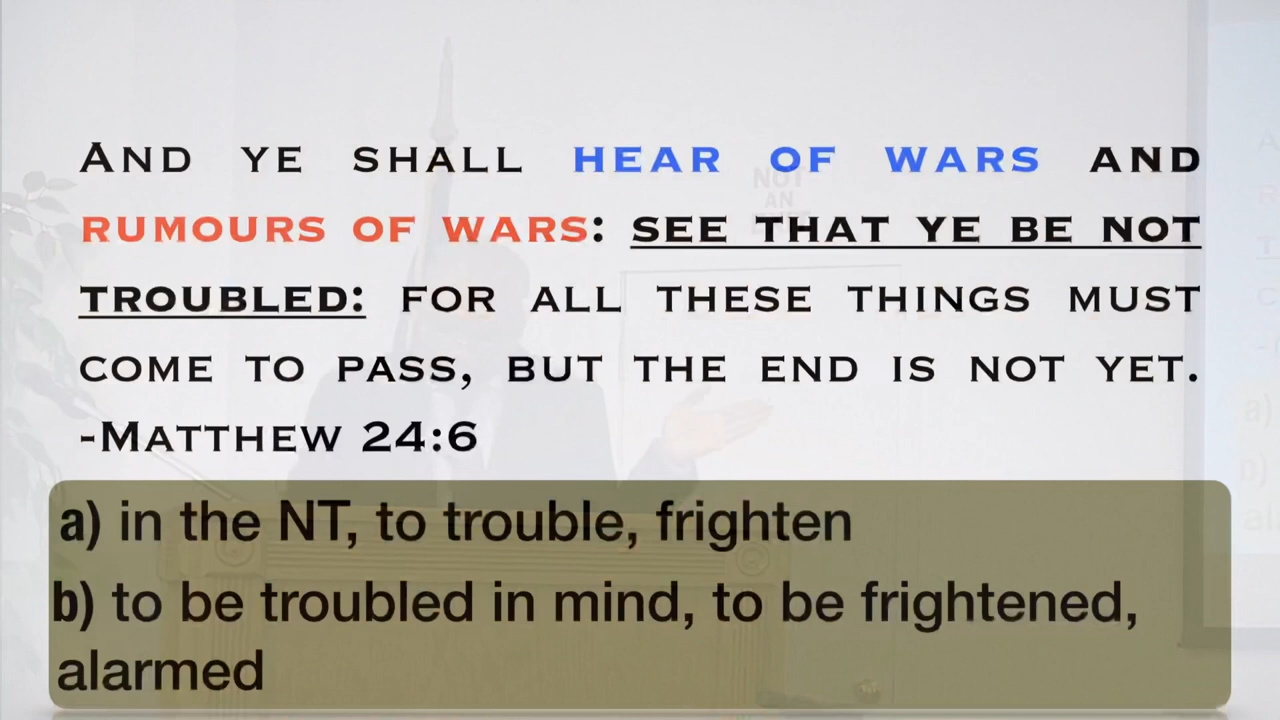 And ye shall hear of wars and
rumours of wars: see that ye be not
troubled: for all these things must
come to pass, but the end is not yet.
-Matthew 24:6
a) in the NT, to trouble, frighten
b) to be troubled in mind, to be frightened,
alarmed
NOT
AN